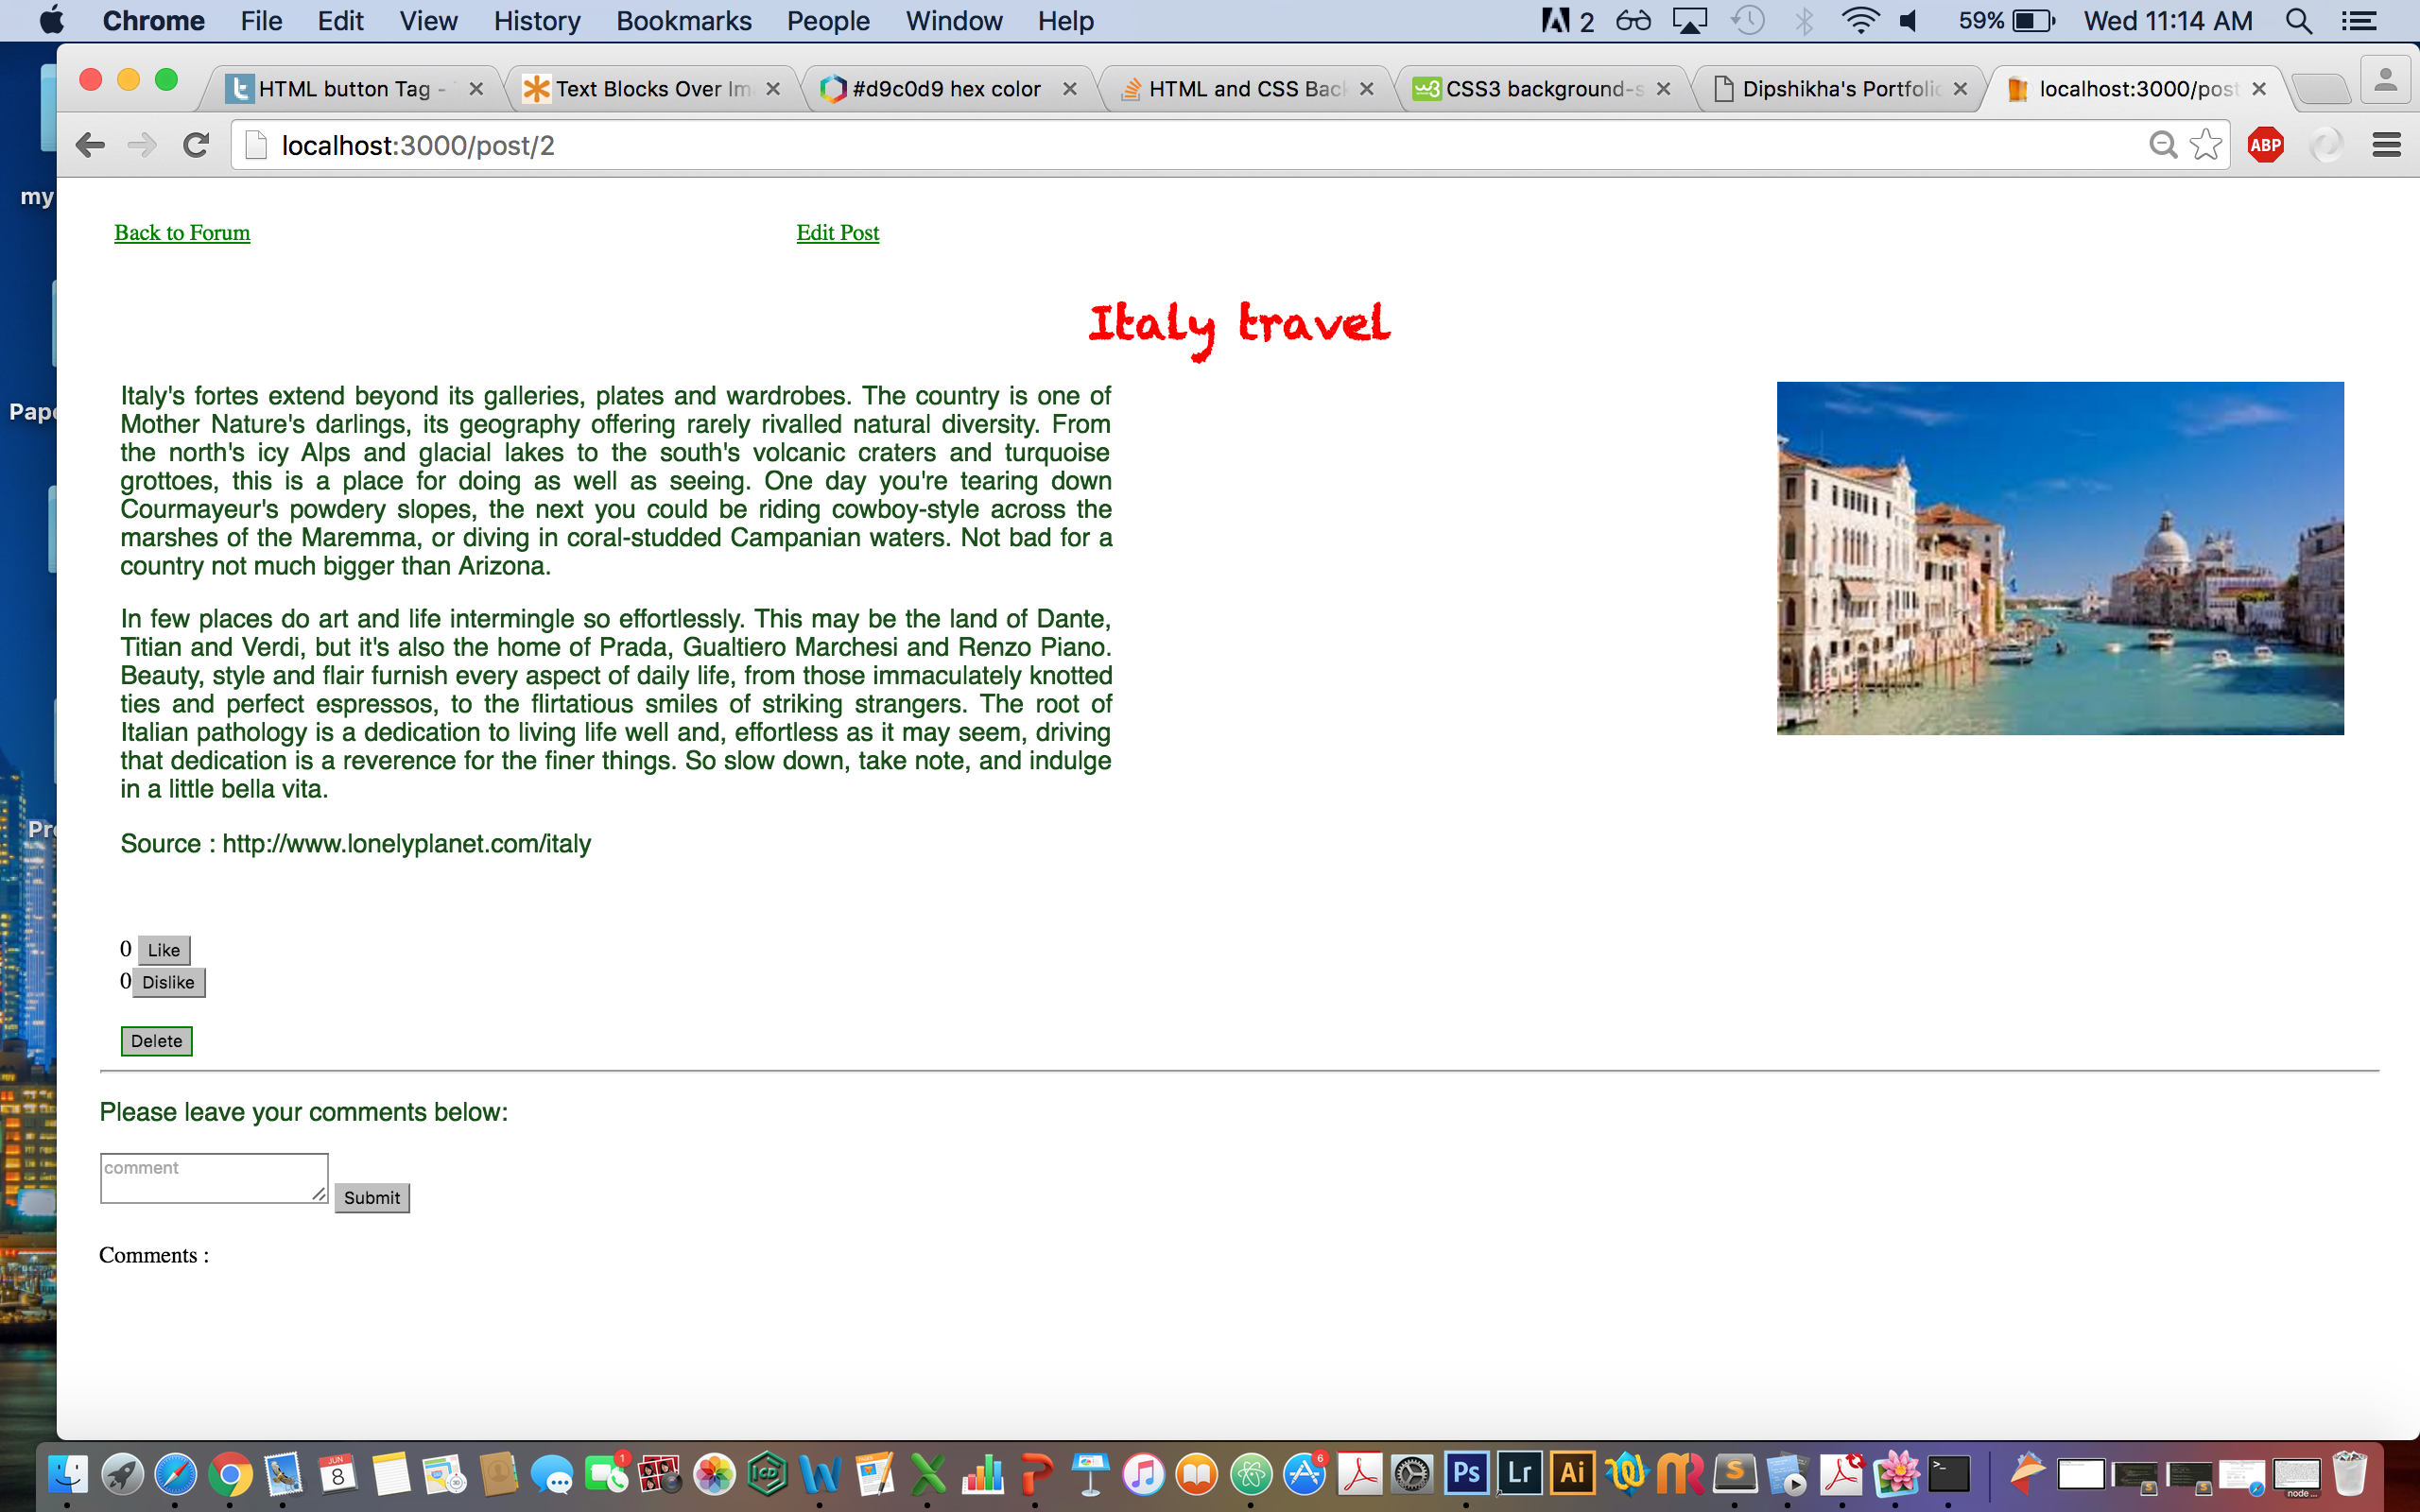 Chrome File Edit View History Bookmarks People Window Help 2 59% Wed 11:14 AM
HTML button Tag - Text Blocks Over Im #d9c0d9 hex color HTML and CSS Bac CSS3 background-s Dipshikha's Portfolio localhost:3000/post
localhost:3000/post/2
ABP
my
Back to Forum Edit Post
Italy travel
Italy's fortes extend beyond its galleries, plates and wardrobes. The country is one of
Mother Nature's darlings, its geography offering rarely rivalled natural diversity. From
the north's icy Alps and glacial lakes to the south's volcanic craters and turquoise
grottoes, this is a place for doing as well as seeing. One day you're tearing down
Courmayeur's powdery slopes, the next you could be riding cowboy-style across the
marshes of the Maremma, or diving in coral-studded Campanian waters. Not bad for a
country not much bigger than Arizona.
In few places do art and life intermingle so effortlessly. This may be the land of Dante,
Titian and Verdi, but it's also the home of Prada, Gualtiero Marchesi and Renzo Piano.
Beauty, style and flair furnish every aspect of daily life, from those immaculately knotted
ties and perfect espressos, to the flirtatious smiles of striking strangers. The root of
Italian pathology is a dedication to living life well and, effortless as it may seem, driving
that dedication is a reverence for the finer things. So slow down, take note, and indulge
in a little bella vita.
Source : http://www.lonelyplanet.com/italy
0 Like
0 Dislike
Delete
Please leave your comments below:
comment
Submit
Comments :
JUN
8
1
6
Ps Lr Ai
node ...